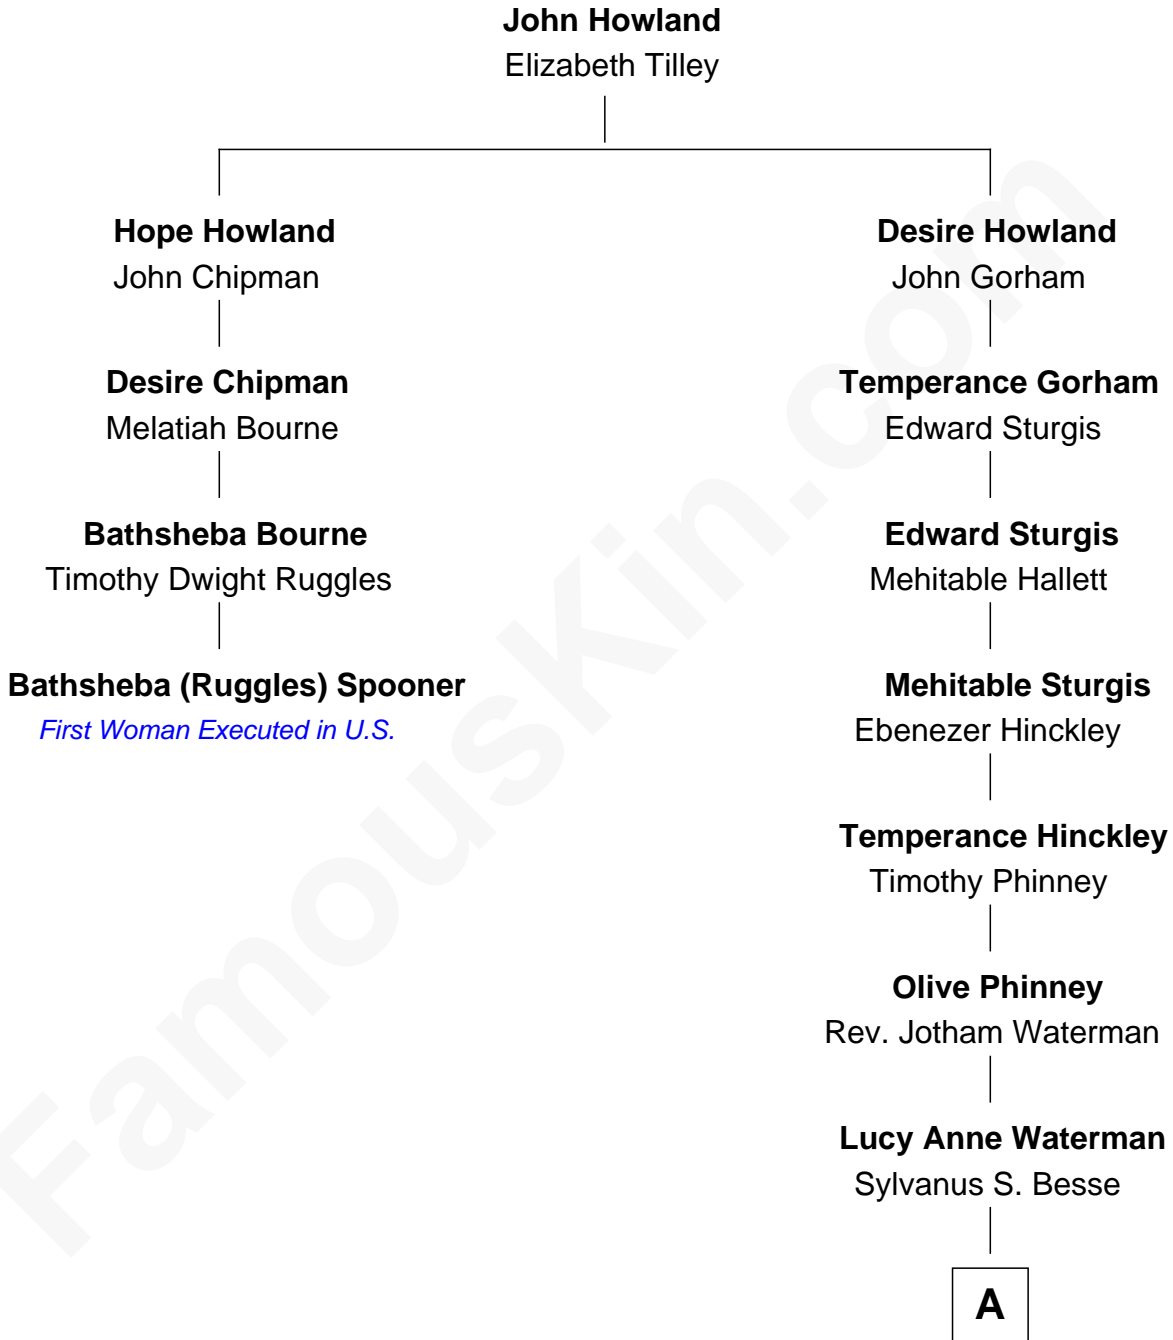 John Howland
Elizabeth Tilley
Hope Howland
John Chipman
Desire Howland
John Gorham
Desire Chipman
Melatiah Bourne
Temperance Gorham
Edward Sturgis
Bathsheba Bourne
Timothy Dwight Ruggles
Edward Sturgis
Mehitable Hallett
Bathsheba (Ruggles) Spooner
First Woman Executed in U.S.
Mehitable Sturgis
Ebenezer Hinckley
Temperance Hinckley
Timothy Phinney
Olive Phinney
Rev. Jotham Waterman
Lucy Anne Waterman
Sylvanus S. Besse
A
FamousKin.com